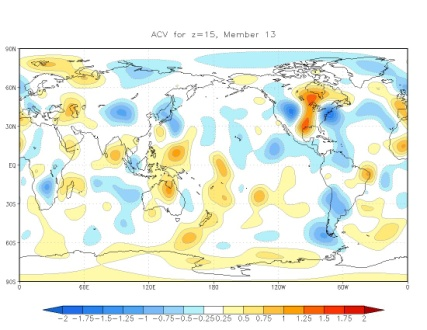 ACV for z=15, Member 13
90N
60N
30N
EQ
30S
60S
90S
0 60E 120E 180 120W 60W 0
-2 -1.75 -1.5 -1.25 -1 -0.75 -0.5 -0.25 0.25 0.5 0.75 1 1.25 1.5 1.75 2